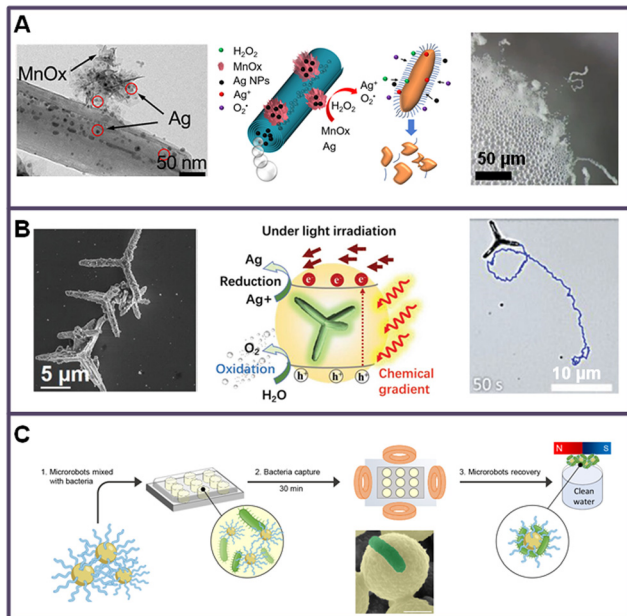 A
MnOx
Ag
50 nm
H₂O₂
MnOx
Ag NPs
Ag⁺
O₂•
H₂O₂
MnOx
Ag
Ag⁺
O₂•
50 µm
B
5 µm
Under light irradiation
Ag
Reduction
Ag+
e⁻ e⁻ e⁻
O₂
Oxidation
H₂O
h⁺ h⁺ h⁺
Chemical
gradient
50 s
10 µm
C
1. Microrobots mixed
with bacteria
2. Bacteria capture
30 min
3. Microrobots recovery
N S
Clean
water